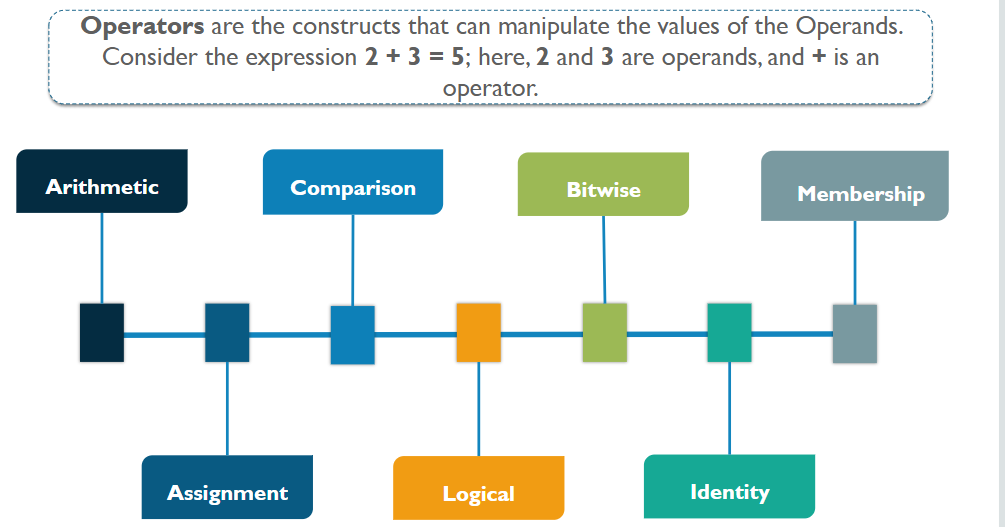 Operators are the constructs that can manipulate the values of the Operands.
Consider the expression 2 + 3 = 5; here, 2 and 3 are operands, and + is an
operator.
Arithmetic
Comparison
Bitwise
Membership
Assignment
Logical
Identity